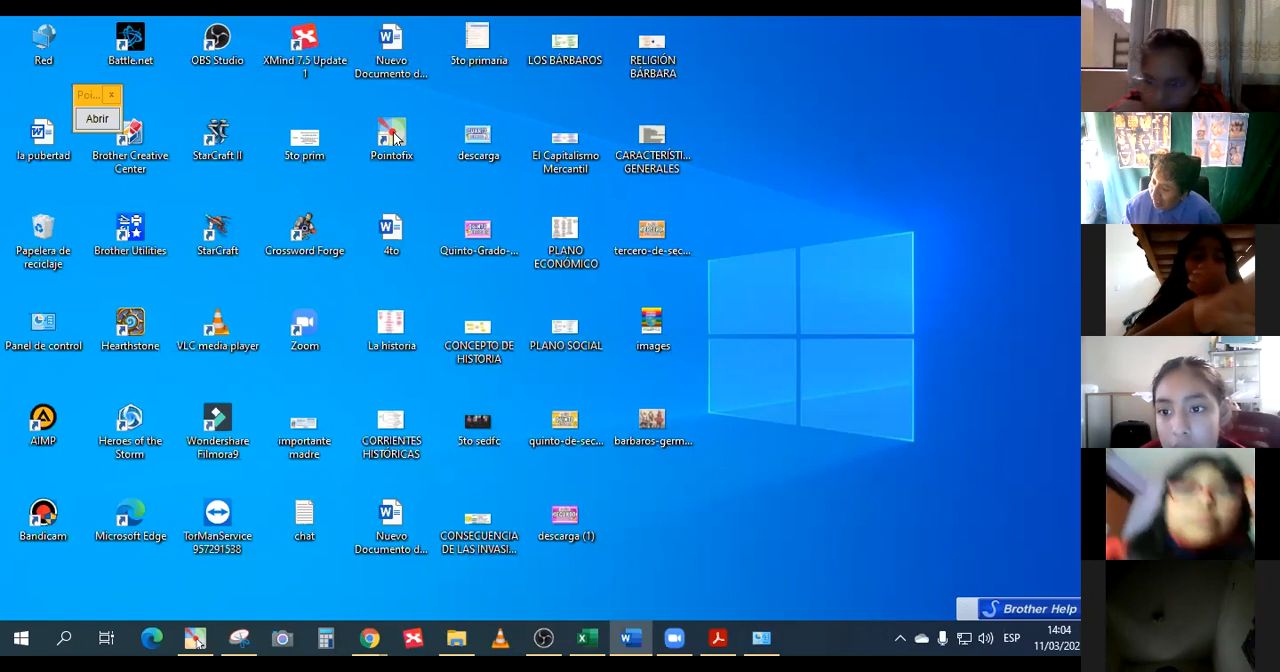 Red
Battle.net
OBS Studio
XMind 7.5 Update
1
Nuevo
Documento d...
5to primaria
LOS BÁRBAROS
RELIGIÓN
BÁRBARA
Poi... x
Abrir
la pubertad
Brother Creative
Center
StarCraft II
5to prim
Pointofix
descarga
El Capitalismo
Mercantil
CARACTERÍSTI...
GENERALES
Papelera de
reciclaje
Brother Utilities
StarCraft
Crossword Forge
4to
Quinto-Grado-...
PLANO
ECONÓMICO
tercero-de-sec...
Panel de control
Hearthstone
VLC media player
Zoom
La historia
CONCEPTO DE
HISTORIA
PLANO SOCIAL
images
AIMP
Heroes of the
Storm
Wondershare
Filmora9
importante
madre
CORRIENTES
HISTÓRICAS
5to sedfc
quinto-de-sec...
barbaros-germ...
Bandicam
Microsoft Edge
TorManService
957291538
chat
Nuevo
Documento d...
CONSECUENCIA
DE LAS INVASI...
descarga (1)
Brother Help
ESP
14:04
11/03/202